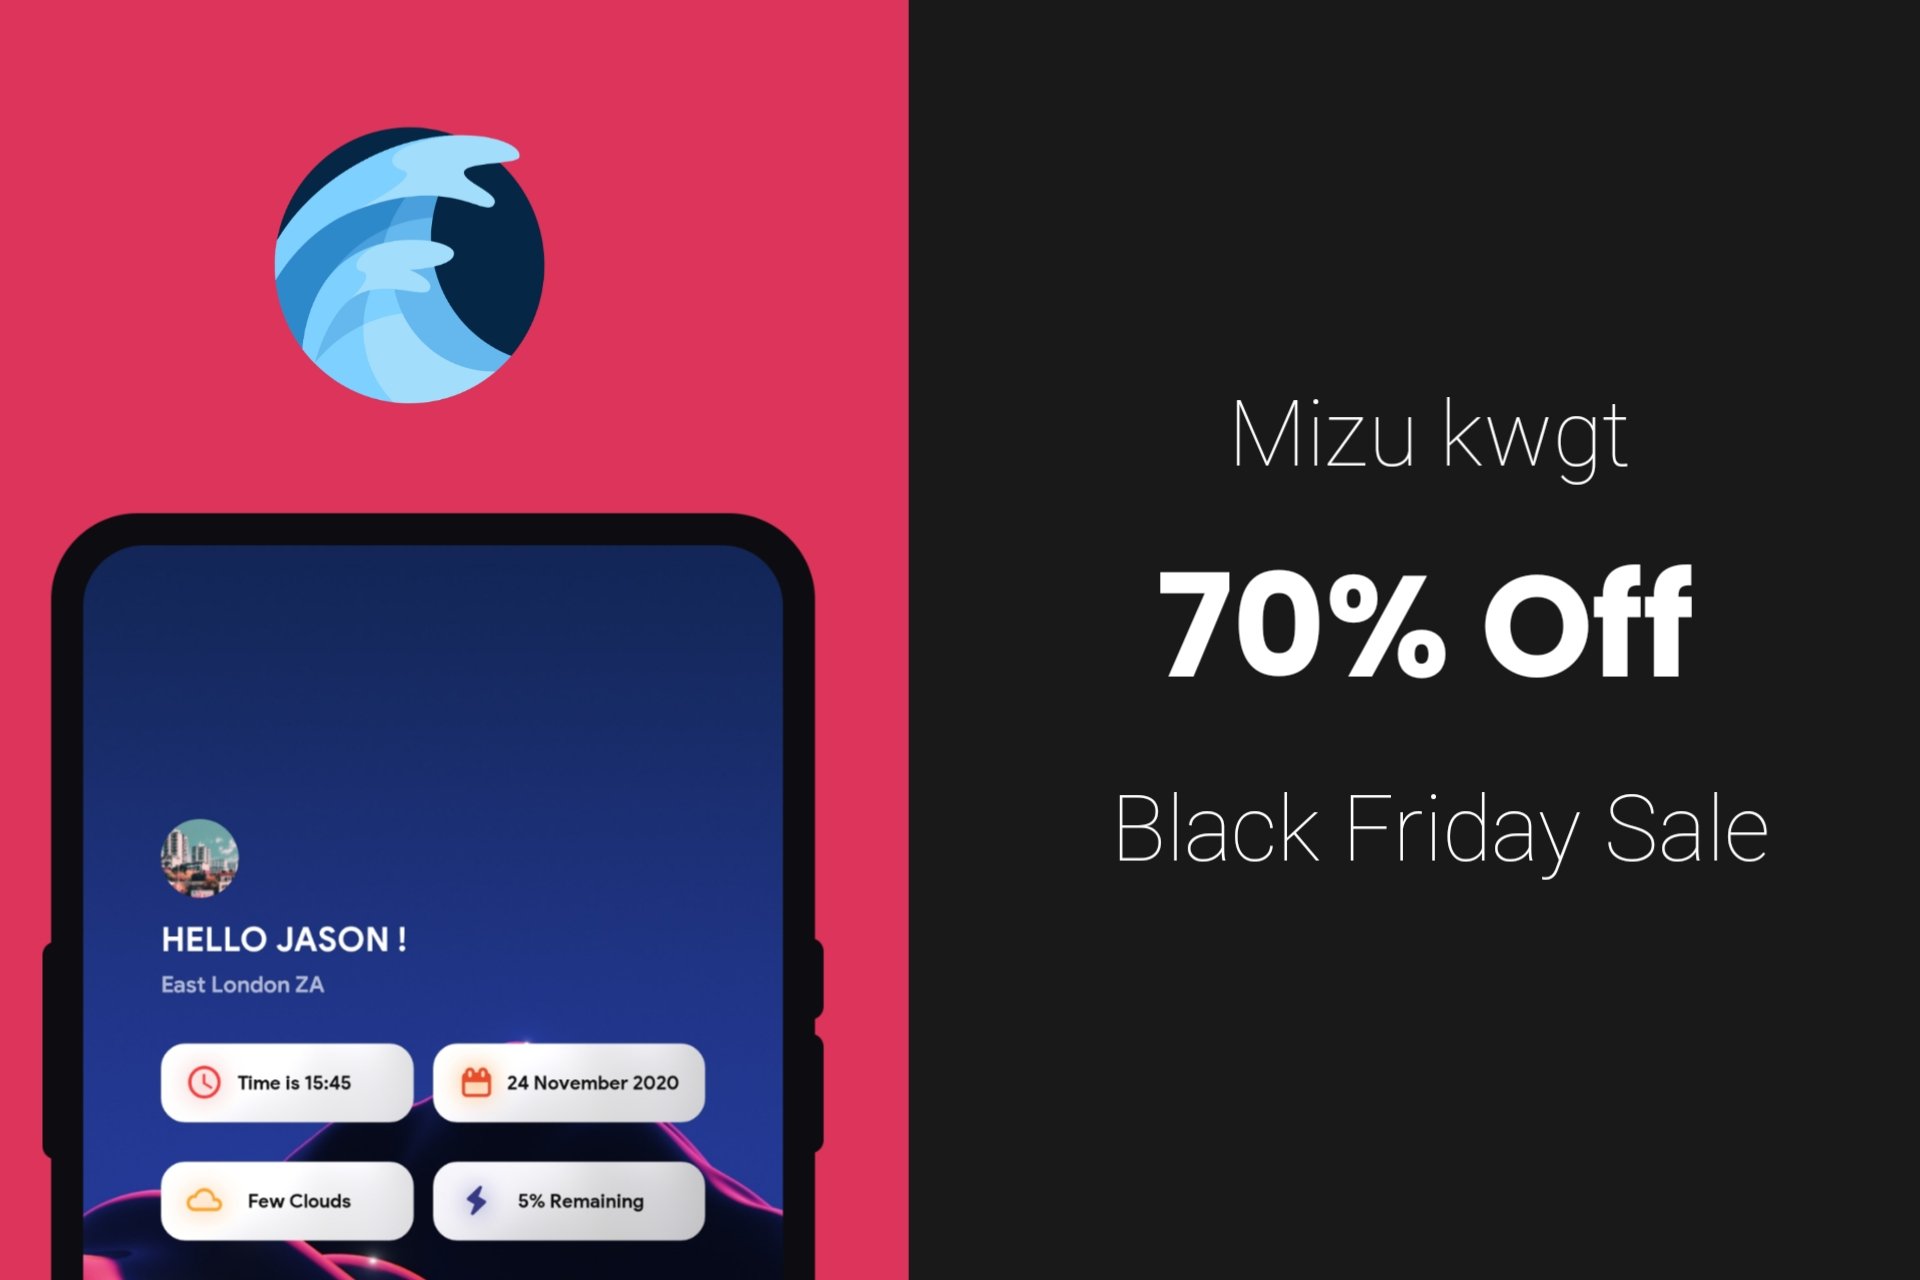 HELLO JASON !
East London ZA
Time is 15:45
24 November 2020
Few Clouds
5% Remaining
Mizu kwgt
70% Off
Black Friday Sale